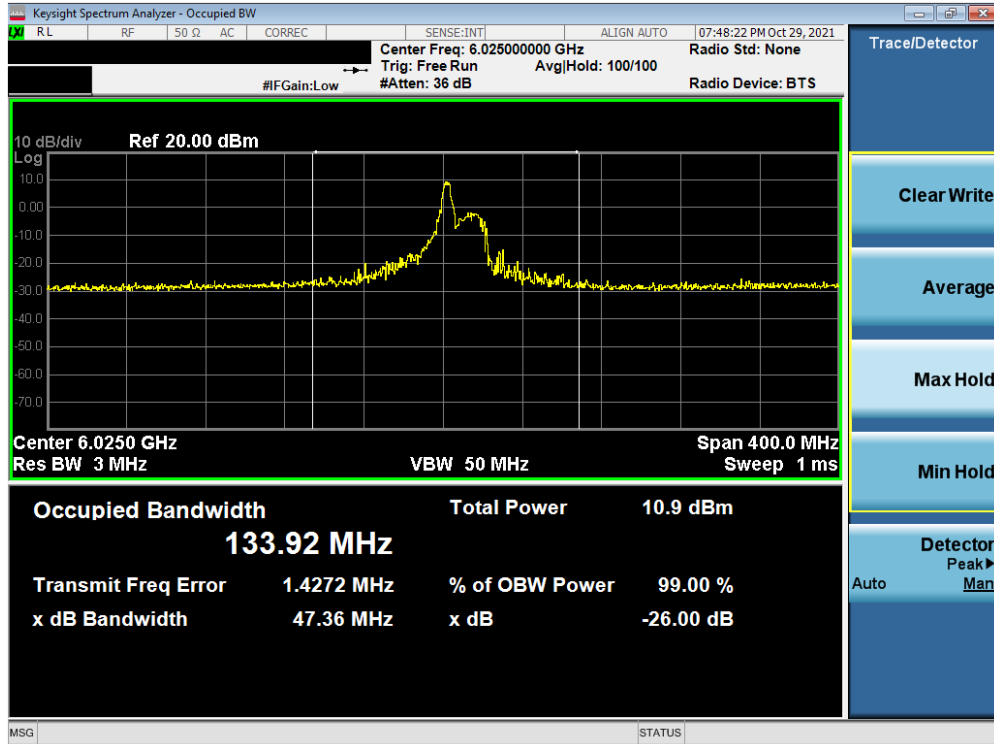 Keysight Spectrum Analyzer - Occupied BW
LXI RL RF 50 Ω AC CORREC SENSE:INT ALIGN AUTO 07:48:22 PM Oct 29, 2021
Center Freq: 6.025000000 GHz Radio Std: None
Trig: Free Run Avg|Hold: 100/100
#IFGain:Low #Atten: 36 dB Radio Device: BTS
10 dB/div Ref 20.00 dBm
Log
10.0
0.00
-10.0
-20.0
-30.0
-40.0
-50.0
-60.0
-70.0
Center 6.0250 GHz Span 400.0 MHz
Res BW 3 MHz VBW 50 MHz Sweep 1 ms
Occupied Bandwidth Total Power 10.9 dBm
133.92 MHz
Transmit Freq Error 1.4272 MHz % of OBW Power 99.00 %
x dB Bandwidth 47.36 MHz x dB -26.00 dB
Trace/Detector
Clear Write
Average
Max Hold
Min Hold
Detector
Peak▶
Auto Man
MSG STATUS